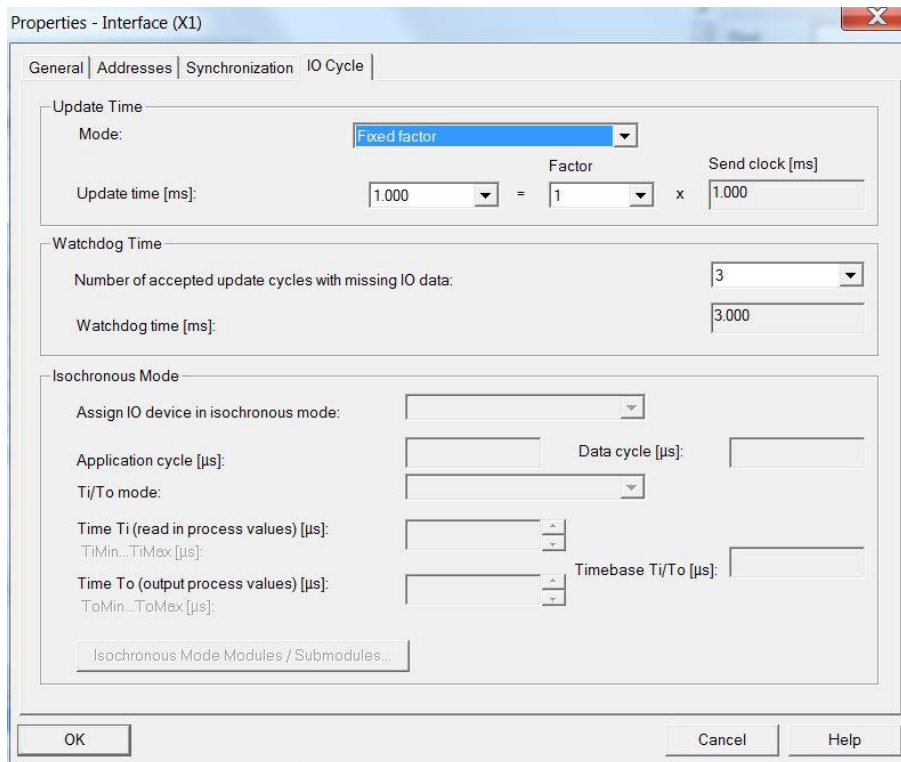 Properties - Interface (X1)
General Addresses Synchronization IO Cycle
Update Time
Mode: Fixed factor
Factor Send clock [ms]
Update time [ms]: 1.000 = 1 x 1.000
Watchdog Time
Number of accepted update cycles with missing IO data: 3
Watchdog time [ms]: 3.000
Isochronous Mode
Assign IO device in isochronous mode:
Application cycle [µs]: Data cycle [µs]:
Ti/To mode:
Time Ti (read in process values) [µs]:
TiMin...TiMax [µs]:
Timebase Ti/To [µs]:
Time To (output process values) [µs]:
ToMin...ToMax [µs]:
Isochronous Mode Modules / Submodules...
OK Cancel Help